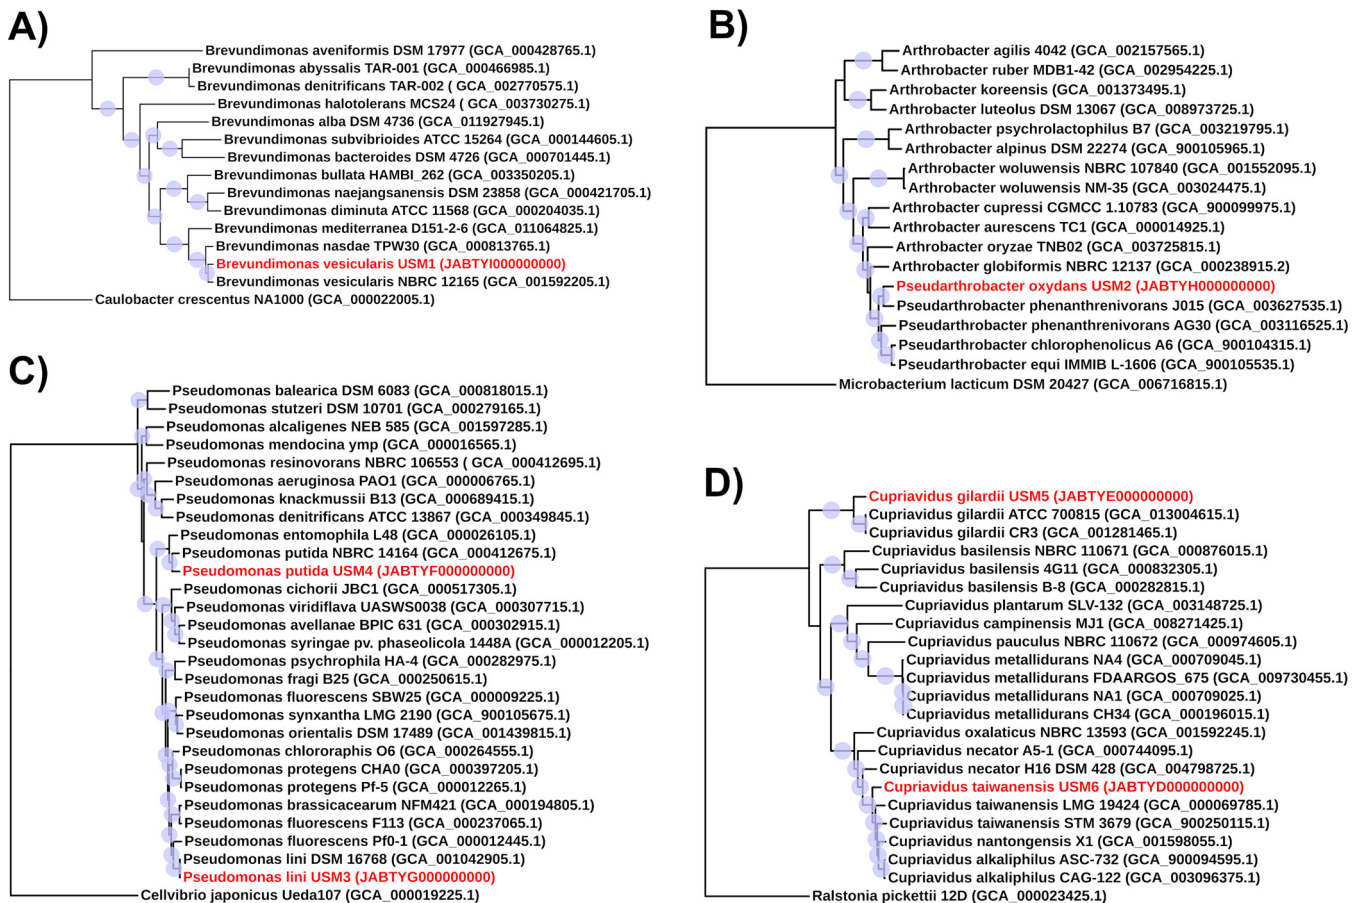 A)
Brevundimonas aveniformis DSM 17977 (GCA_000428765.1)
Brevundimonas abyssalis TAR-001 (GCA_000466985.1)
Brevundimonas denitrificans TAR-002 (GCA_002770575.1)
Brevundimonas halotolerans MCS24 ( GCA_003730275.1)
Brevundimonas alba DSM 4736 (GCA_011927945.1)
Brevundimonas subvibrioides ATCC 15264 (GCA_000144605.1)
Brevundimonas bacteroides DSM 4726 (GCA_000701445.1)
Brevundimonas bullata HAMBI_262 (GCA_003350205.1)
Brevundimonas naejangsanensis DSM 23858 (GCA_000421705.1)
Brevundimonas diminuta ATCC 11568 (GCA_000204035.1)
Brevundimonas mediterranea D151-2-6 (GCA_011064825.1)
Brevundimonas nasdae TPW30 (GCA_000813765.1)
Brevundimonas vesicularis USM1 (JABTYI000000000)
Brevundimonas vesicularis NBRC 12165 (GCA_001592205.1)
Caulobacter crescentus NA1000 (GCA_000022005.1)
B)
Arthrobacter agilis 4042 (GCA_002157565.1)
Arthrobacter ruber MDB1-42 (GCA_002954225.1)
Arthrobacter koreensis (GCA_001373495.1)
Arthrobacter luteolus DSM 13067 (GCA_008973725.1)
Arthrobacter psychrolactophilus B7 (GCA_003219795.1)
Arthrobacter alpinus DSM 22274 (GCA_900105965.1)
Arthrobacter woluwensis NBRC 107840 (GCA_001552095.1)
Arthrobacter woluwensis NM-35 (GCA_003024475.1)
Arthrobacter cupressi CGMCC 1.10783 (GCA_900099975.1)
Arthrobacter aurescens TC1 (GCA_000014925.1)
Arthrobacter oryzae TNB02 (GCA_003725815.1)
Arthrobacter globiformis NBRC 12137 (GCA_000238915.2)
Pseudarthrobacter oxydans USM2 (JABTYH000000000)
Pseudarthrobacter phenanthrenivorans J015 (GCA_003627535.1)
Pseudarthrobacter phenanthrenivorans AG30 (GCA_003116525.1)
Pseudarthrobacter chlorophenolicus A6 (GCA_900104315.1)
Pseudarthrobacter equi IMMIB L-1606 (GCA_900105535.1)
Microbacterium lacticum DSM 20427 (GCA_006716815.1)
C)
Pseudomonas balearica DSM 6083 (GCA_000818015.1)
Pseudomonas stutzeri DSM 10701 (GCA_000279165.1)
Pseudomonas alcaligenes NEB 585 (GCA_001597285.1)
Pseudomonas mendocina ymp (GCA_000016565.1)
Pseudomonas resinovorans NBRC 106553 ( GCA_000412695.1)
Pseudomonas aeruginosa PAO1 (GCA_000006765.1)
Pseudomonas knackmussii B13 (GCA_000689415.1)
Pseudomonas denitrificans ATCC 13867 (GCA_000349845.1)
Pseudomonas entomophila L48 (GCA_000026105.1)
Pseudomonas putida NBRC 14164 (GCA_000412675.1)
Pseudomonas putida USM4 (JABTYF000000000)
Pseudomonas cichorii JBC1 (GCA_000517305.1)
Pseudomonas viridiflava UASWS0038 (GCA_000307715.1)
Pseudomonas avellanae BPIC 631 (GCA_000302915.1)
Pseudomonas syringae pv. phaseolicola 1448A (GCA_000012205.1)
Pseudomonas psychrophila HA-4 (GCA_000282975.1)
Pseudomonas fragi B25 (GCA_000250615.1)
Pseudomonas fluorescens SBW25 (GCA_000009225.1)
Pseudomonas synxantha LMG 2190 (GCA_900105675.1)
Pseudomonas orientalis DSM 17489 (GCA_001439815.1)
Pseudomonas chlororaphis O6 (GCA_000264555.1)
Pseudomonas protegens CHA0 (GCA_000397205.1)
Pseudomonas protegens Pf-5 (GCA_000012265.1)
Pseudomonas brassicacearum NFM421 (GCA_000194805.1)
Pseudomonas fluorescens F113 (GCA_000237065.1)
Pseudomonas fluorescens Pf0-1 (GCA_000012445.1)
Pseudomonas lini DSM 16768 (GCA_001042905.1)
Pseudomonas lini USM3 (JABTYG000000000)
Cellvibrio japonicus Ueda107 (GCA_000019225.1)
D)
Cupriavidus gilardii USM5 (JABTYE000000000)
Cupriavidus gilardii ATCC 700815 (GCA_013004615.1)
Cupriavidus gilardii CR3 (GCA_001281465.1)
Cupriavidus basilensis NBRC 110671 (GCA_000876015.1)
Cupriavidus basilensis 4G11 (GCA_000832305.1)
Cupriavidus basilensis B-8 (GCA_000282815.1)
Cupriavidus plantarum SLV-132 (GCA_003148725.1)
Cupriavidus campinensis MJ1 (GCA_008271425.1)
Cupriavidus pauculus NBRC 110672 (GCA_000974605.1)
Cupriavidus metallidurans NA4 (GCA_000709045.1)
Cupriavidus metallidurans FDAARGOS_675 (GCA_009730455.1)
Cupriavidus metallidurans NA1 (GCA_000709025.1)
Cupriavidus metallidurans CH34 (GCA_000196015.1)
Cupriavidus oxalaticus NBRC 13593 (GCA_001592245.1)
Cupriavidus necator A5-1 (GCA_000744095.1)
Cupriavidus necator H16 DSM 428 (GCA_004798725.1)
Cupriavidus taiwanensis USM6 (JABTYD000000000)
Cupriavidus taiwanensis LMG 19424 (GCA_000069785.1)
Cupriavidus taiwanensis STM 3679 (GCA_900250115.1)
Cupriavidus nantongensis X1 (GCA_001598055.1)
Cupriavidus alkaliphilus ASC-732 (GCA_900094595.1)
Cupriavidus alkaliphilus CAG-122 (GCA_003096375.1)
Ralstonia pickettii 12D (GCA_000023425.1)